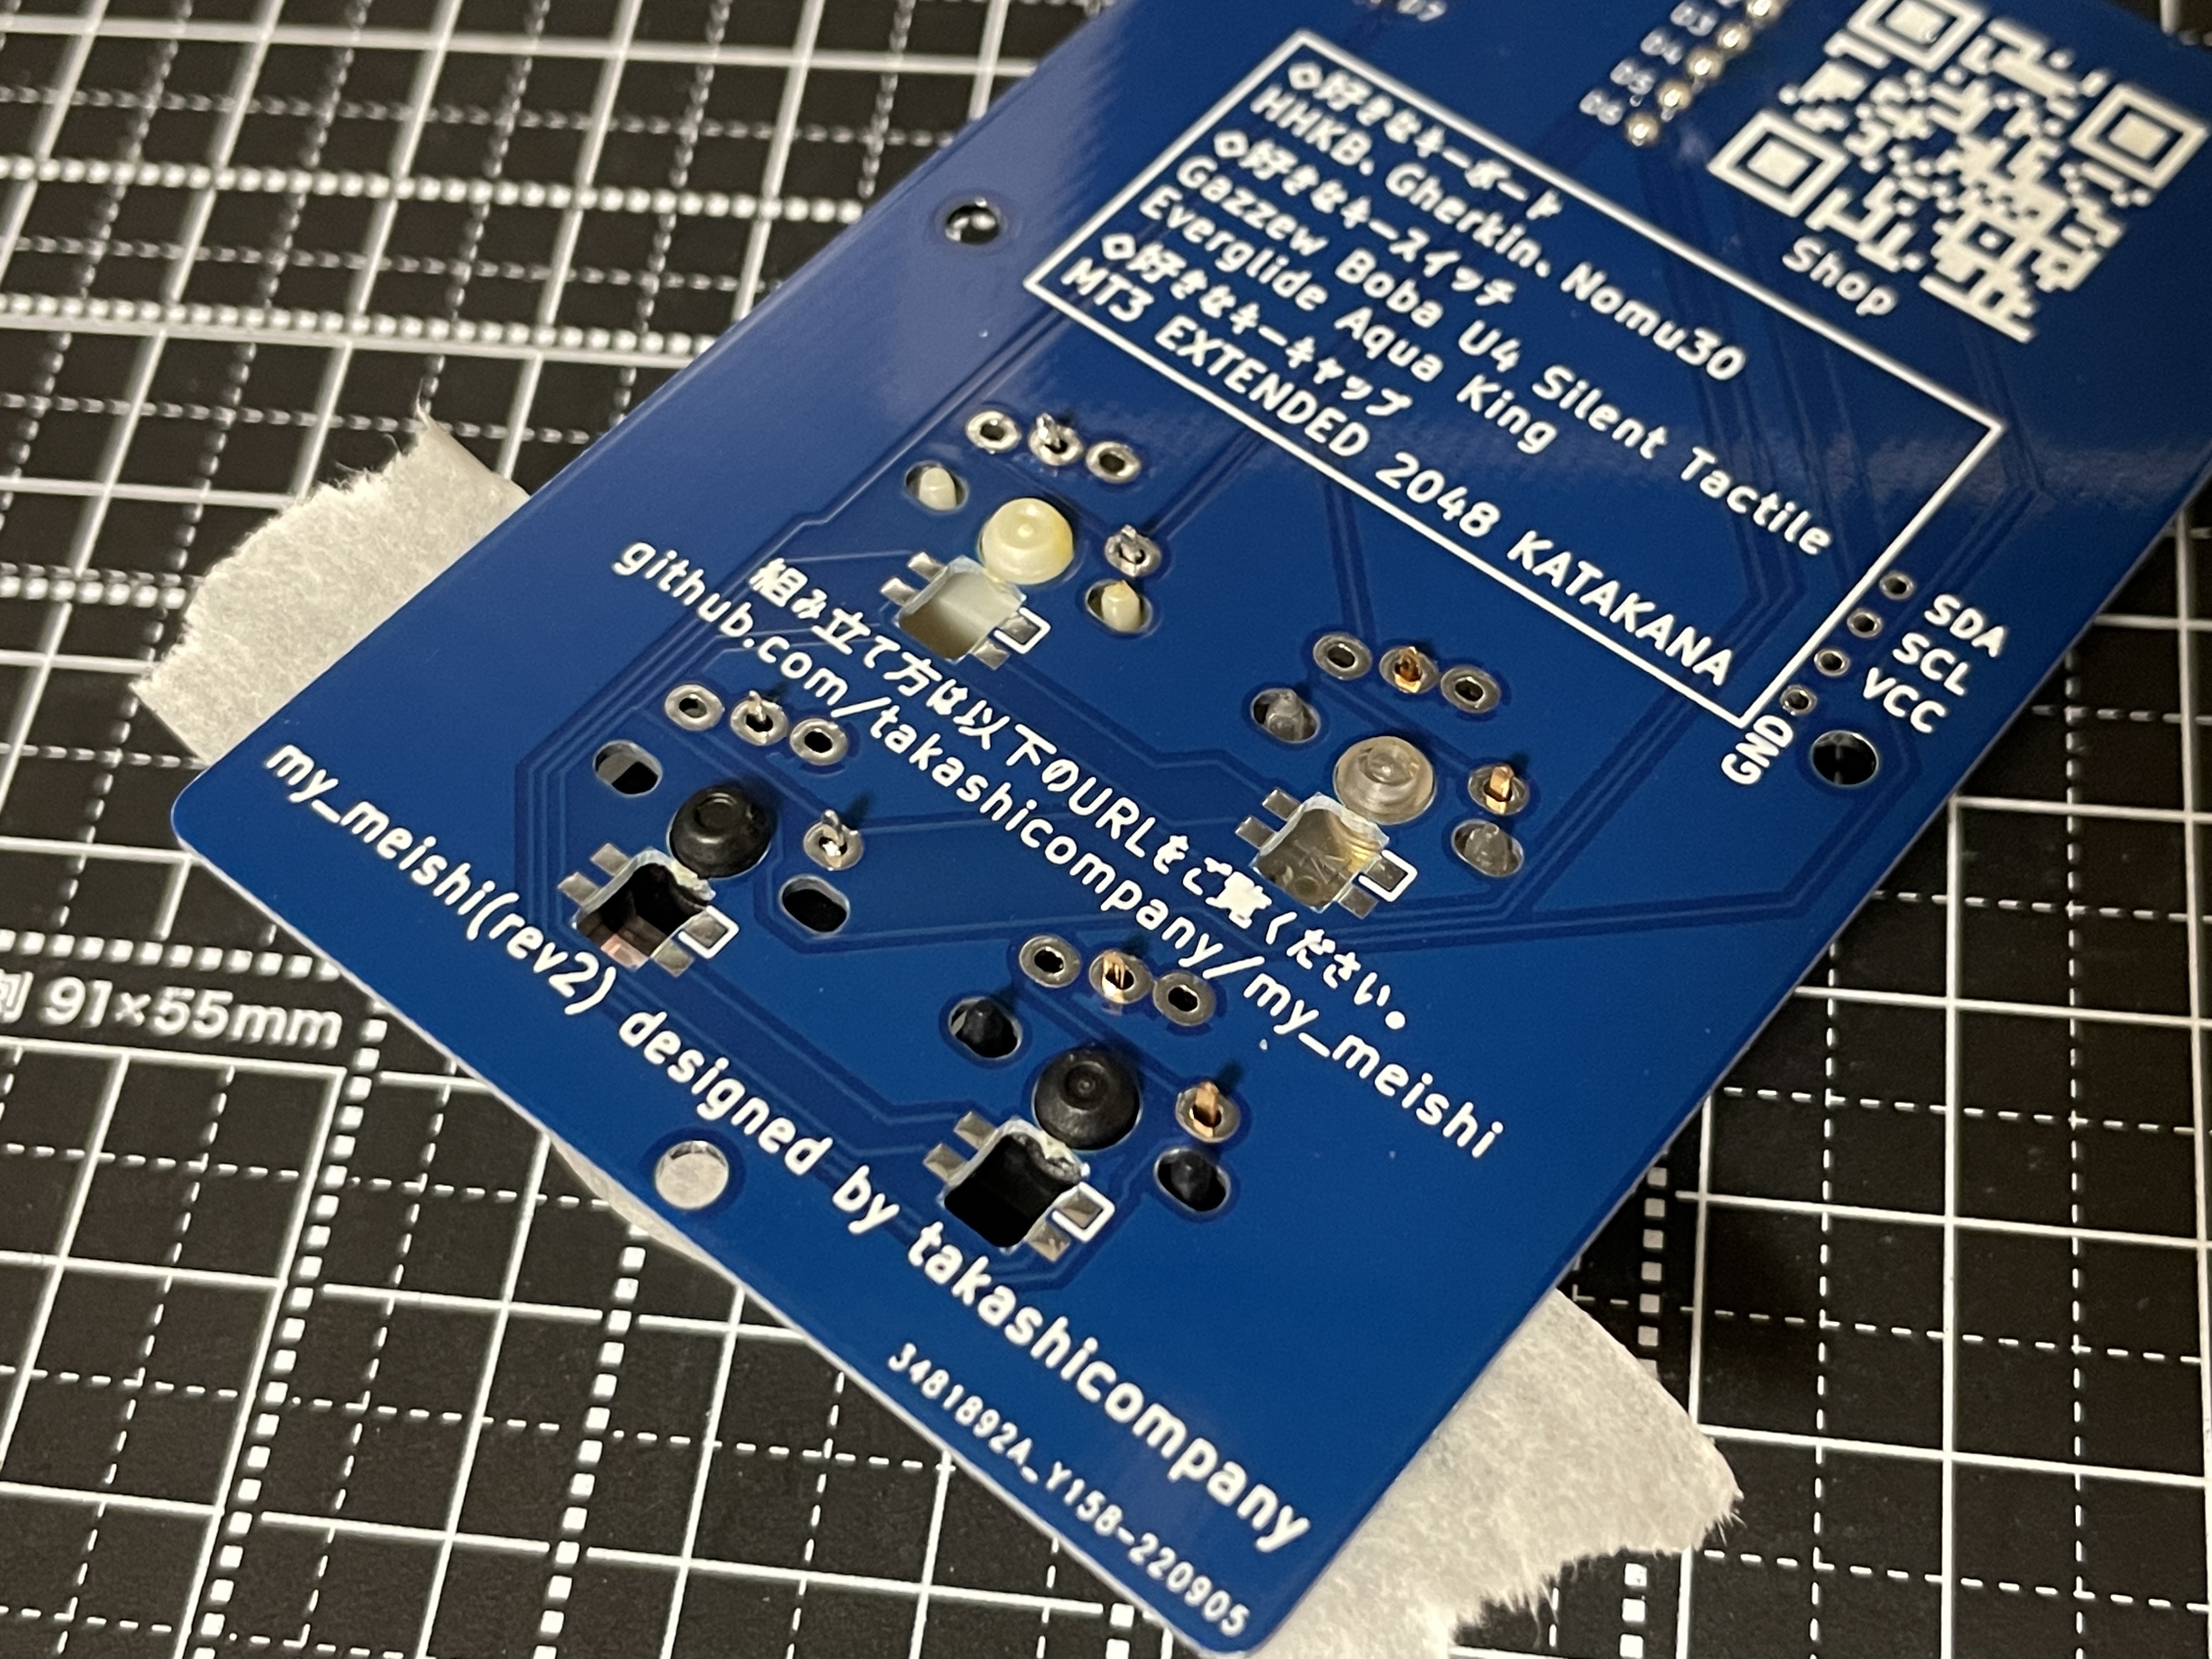 D7
D3
D4
D5
D6
Shop
◇好きなキーボード
HHKB、Gherkin、Nomu30
◇好きなキースイッチ
Gazzew Boba U4 Silent Tactile
Everglide Aqua King
◇好きなキーキャップ
MT3 EXTENDED 2048 KATAKANA
SDA
SCL
VCC
GND
組み立て方は以下のURLをご覧ください。
github.com/takashicompany/my_meishi
my_meishi(rev2) designed by takashicompany
3481892A_Y158-220905
91×55mm